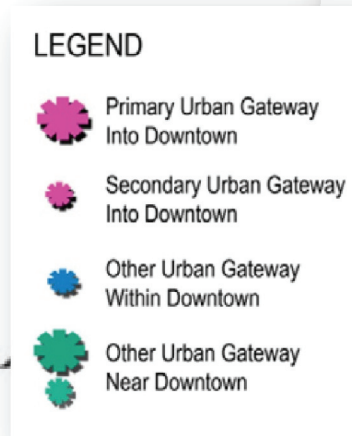 LEGEND
Primary Urban Gateway
Into Downtown
Secondary Urban Gateway
Into Downtown
Other Urban Gateway
Within Downtown
Other Urban Gateway
Near Downtown